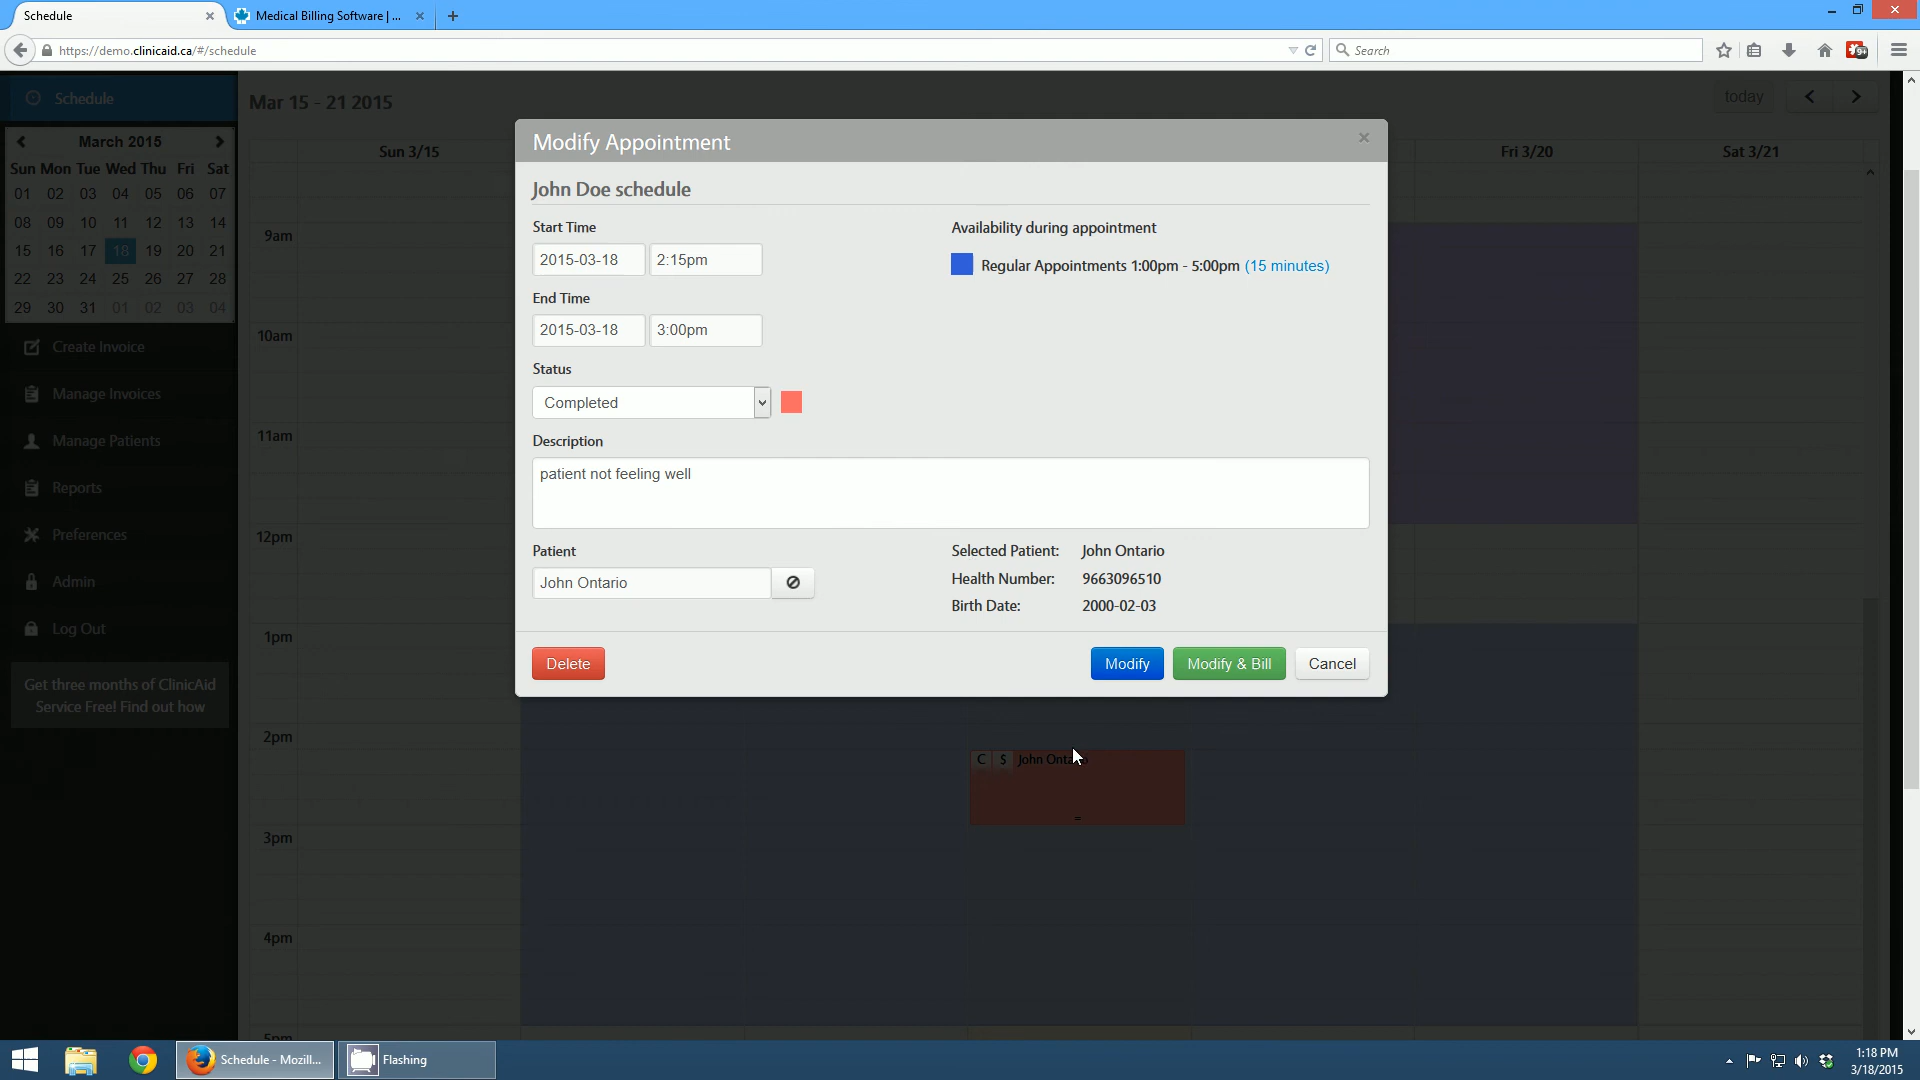 Schedule
Medical Billing Software | ...
https://demo.clinicaid.ca/#/schedule
Search
Schedule
Mar 15 - 21 2015
today
March 2015
Sun Mon Tue Wed Thu Fri Sat
01 02 03 04 05 06 07
08 09 10 11 12 13 14
15 16 17 18 19 20 21
22 23 24 25 26 27 28
29 30 31 01 02 03 04
Create Invoice
Manage Invoices
Manage Patients
Reports
Preferences
Admin
Log Out
Get three months of ClinicAid
Service Free! Find out how
Sun 3/15
Fri 3/20
Sat 3/21
9am
10am
11am
12pm
1pm
2pm
3pm
4pm
5pm
Modify Appointment
John Doe schedule
Start Time
2015-03-18
2:15pm
End Time
2015-03-18
3:00pm
Status
Completed
Description
patient not feeling well
Patient
John Ontario
Availability during appointment
Regular Appointments 1:00pm - 5:00pm (15 minutes)
Selected Patient: John Ontario
Health Number: 9663096510
Birth Date: 2000-02-03
Delete
Modify
Modify & Bill
Cancel
C $ John Ontario
Schedule - Mozill...
Flashing
1:18 PM
3/18/2015